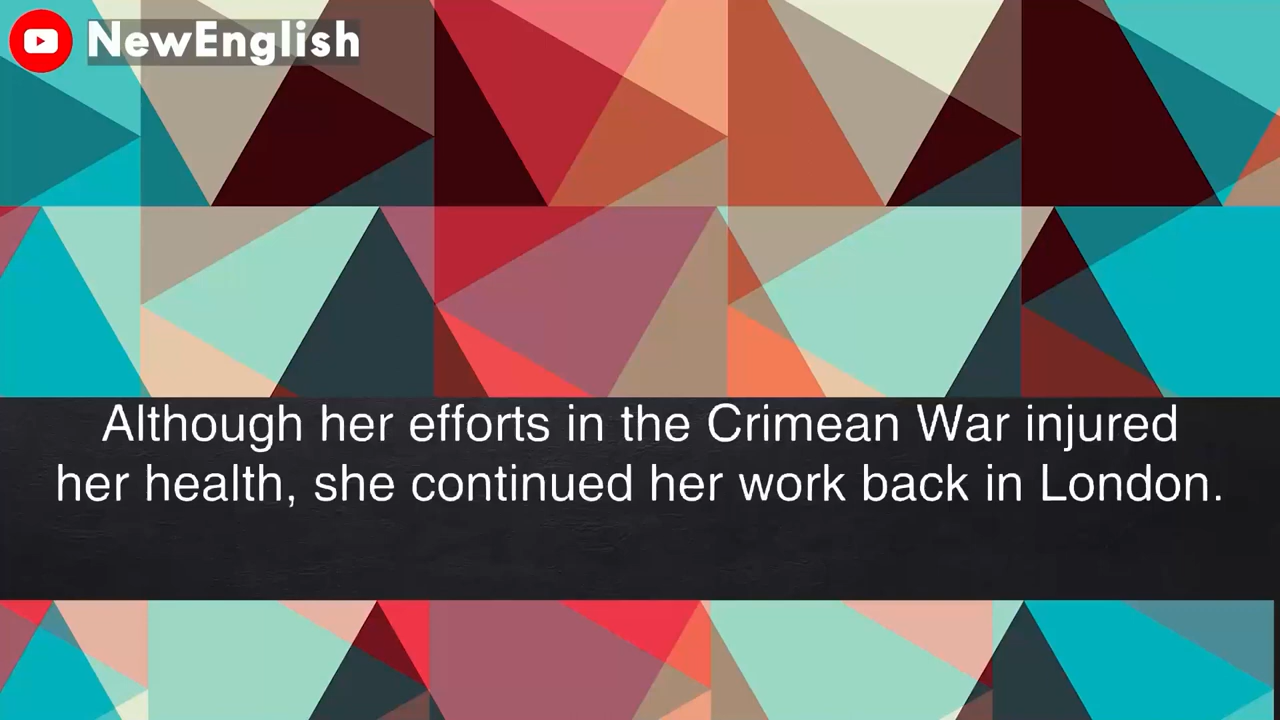 NewEnglish
Although her efforts in the Crimean War injured
her health, she continued her work back in London.